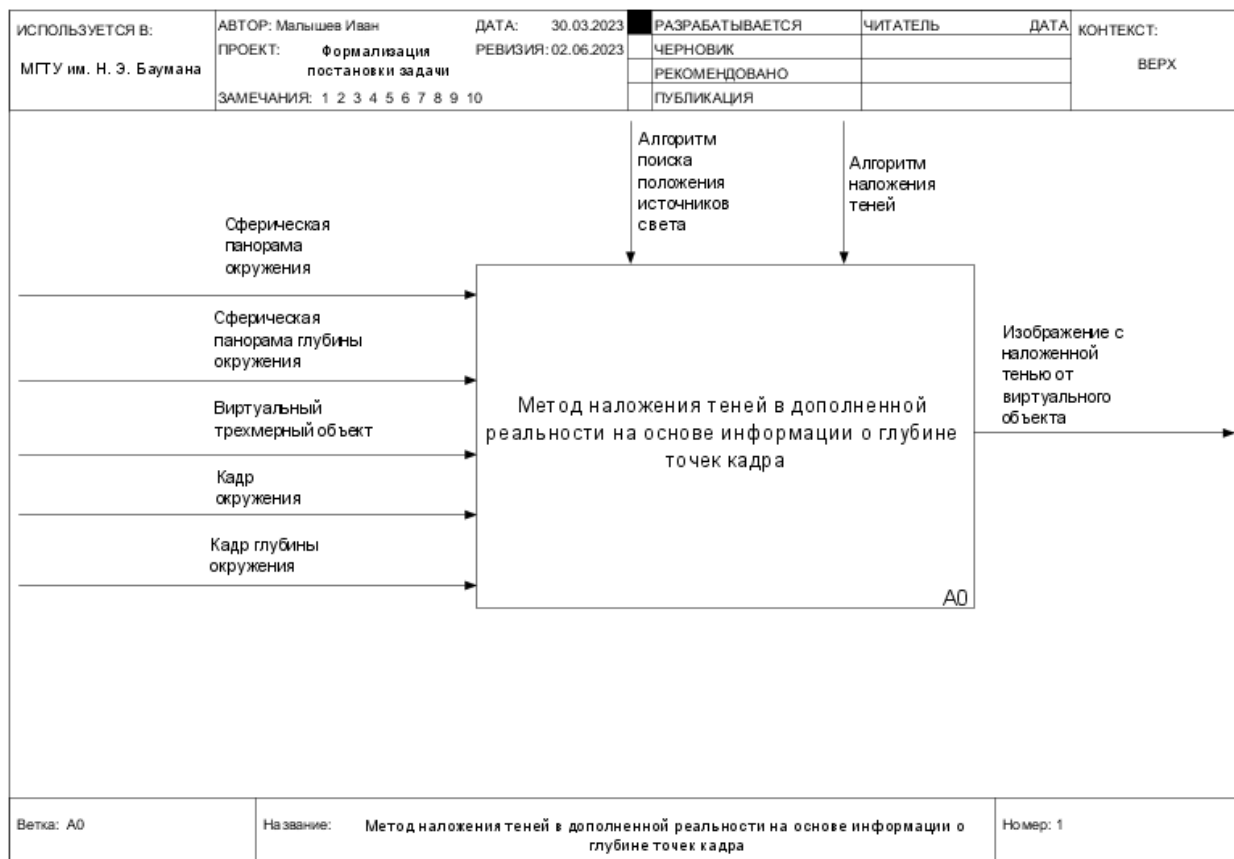 ИСПОЛЬЗУЕТСЯ В:
МГТУ им. Н. Э. Баумана
АВТОР: Малышев Иван
ДАТА: 30.03.2023
ПРОЕКТ: Формализация
постановки задачи
РЕВИЗИЯ: 02.06.2023
ЗАМЕЧАНИЯ: 1 2 3 4 5 6 7 8 9 10
РАЗРАБАТЫВАЕТСЯ
ЧЕРНОВИК
РЕКОМЕНДОВАНО
ПУБЛИКАЦИЯ
ЧИТАТЕЛЬ ДАТА
КОНТЕКСТ:
ВЕРХ
Алгоритм
поиска
положения
источников
света
Алгоритм
наложения
теней
Сферическая
панорама
окружения
Сферическая
панорама глубины
окружения
Виртуальный
трехмерный объект
Кадр
окружения
Кадр глубины
окружения
Метод наложения теней в дополненной
реальности на основе информации о глубине
точек кадра
A0
Изображение с
наложенной
тенью от
виртуального
объекта
Ветка: A0
Название: Метод наложения теней в дополненной реальности на основе информации о
глубине точек кадра
Номер: 1